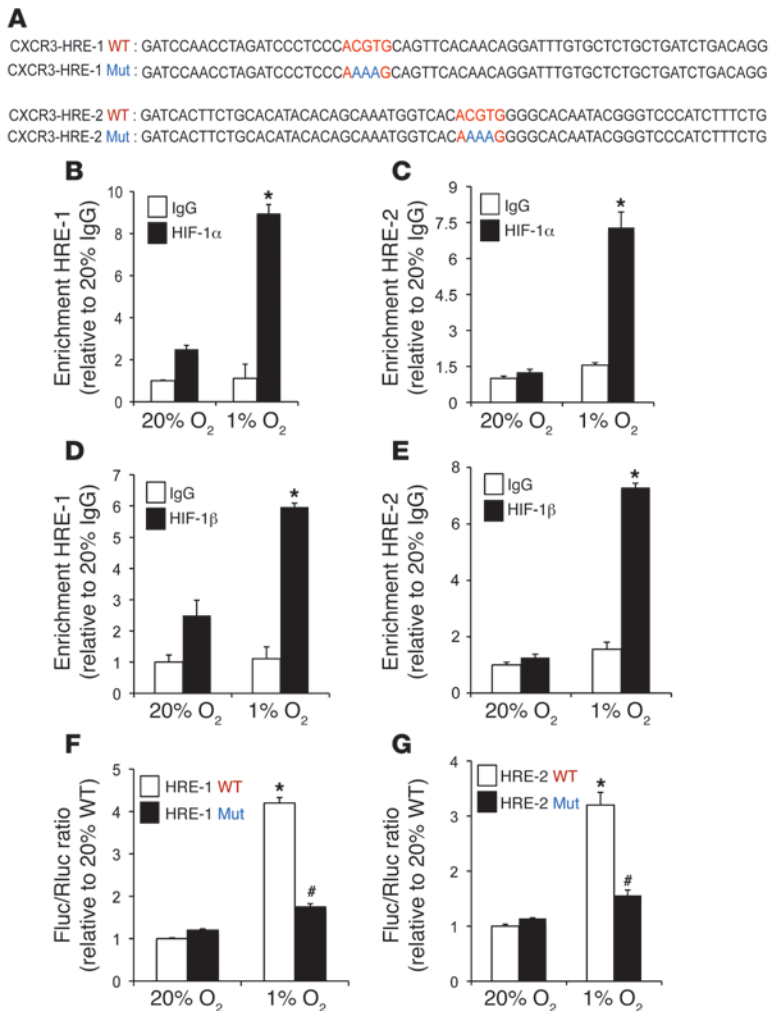 A
CXCR3-HRE-1 WT : GATCCAACCTAGATCCCTCCCACGTGCAGTTCACAACAGGATTTGTGCTCTGCTGATCTGACAGG
CXCR3-HRE-1 Mut : GATCCAACCTAGATCCCTCCCAAAAGCAGTTCACAACAGGATTTGTGCTCTGCTGATCTGACAGG
CXCR3-HRE-2 WT : GATCACTTCTGCACATACACAGCAAATGGTCACACGTGGGGCACAATACGGGTCCCATCTTTCTG
CXCR3-HRE-2 Mut : GATCACTTCTGCACATACACAGCAAATGGTCACAAAAGGGGCACAATACGGGTCCCATCTTTCTG
B
Enrichment HRE-1
(relative to 20% IgG)
10
8
6
4
2
0
IgG
HIF-1α
*
20% O2
1% O2
C
Enrichment HRE-2
(relative to 20% IgG)
9
7.5
6
4.5
3
1.5
0
IgG
HIF-1α
*
20% O2
1% O2
D
Enrichment HRE-1
(relative to 20% IgG)
7
6
5
4
3
2
1
0
IgG
HIF-1β
*
20% O2
1% O2
E
Enrichment HRE-2
(relative to 20% IgG)
8
6
4
2
0
IgG
HIF-1β
*
20% O2
1% O2
F
Fluc/Rluc ratio
(relative to 20% WT)
5
4
3
2
1
0
HRE-1 WT
HRE-1 Mut
*
#
20% O2
1% O2
G
Fluc/Rluc ratio
(relative to 20% WT)
4
3
2
1
0
HRE-2 WT
HRE-2 Mut
*
#
20% O2
1% O2